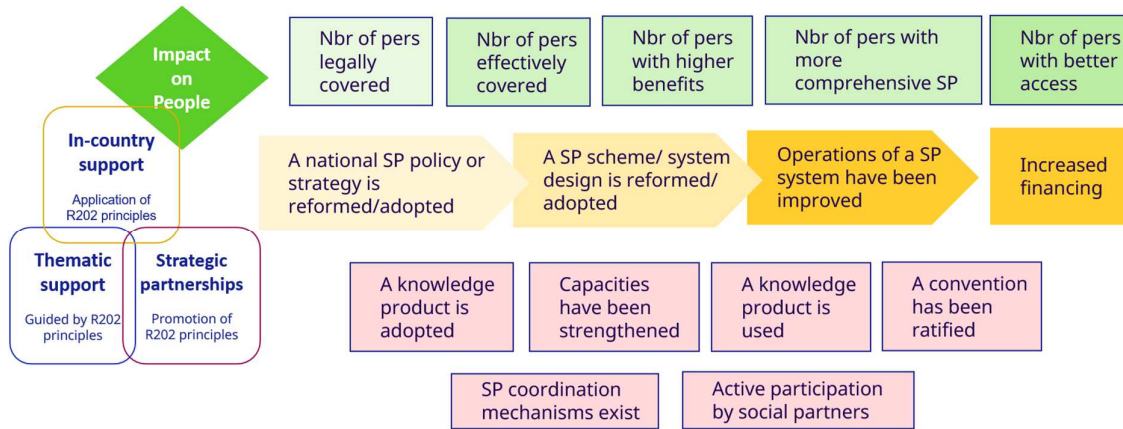 Impact
on
People
Nbr of pers
legally
covered
Nbr of pers
effectively
covered
Nbr of pers
with higher
benefits
Nbr of pers with
more
comprehensive SP
Nbr of pers
with better
access
In-country
support
Application of
R202 principles
A national SP policy or
strategy is
reformed/adopted
A SP scheme/ system
design is reformed/
adopted
Operations of a SP
system have been
improved
Increased
financing
Thematic
support
Guided by R202
principles
Strategic
partnerships
Promotion of
R202 principles
A knowledge
product is
adopted
Capacities
have been
strengthened
A knowledge
product is
used
A convention
has been
ratified
SP coordination
mechanisms exist
Active participation
by social partners